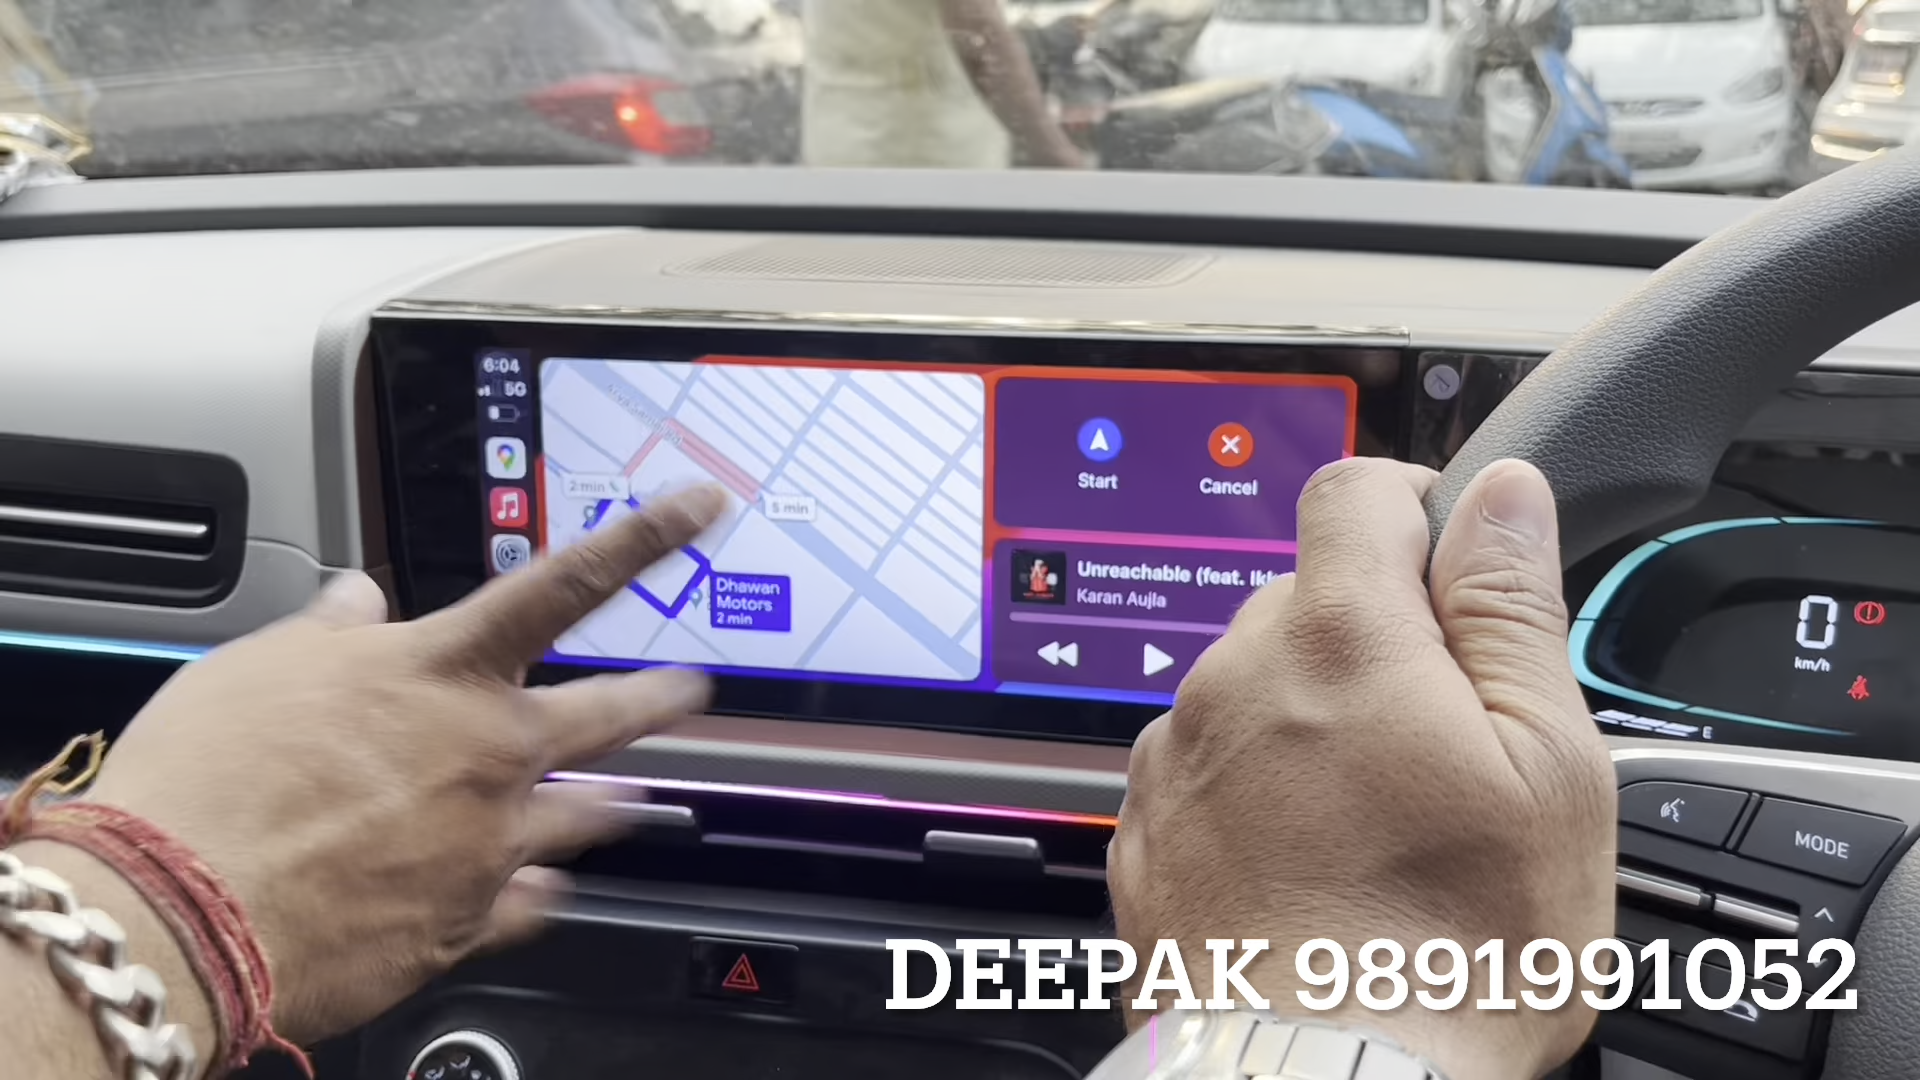 6:04
5G
2 min
5 min
Dhawan
Motors
2 min
Start
Cancel
Unreachable (feat. Ikk
Karan Aujla
0
km/h
E
MODE
DEEPAK 9891991052